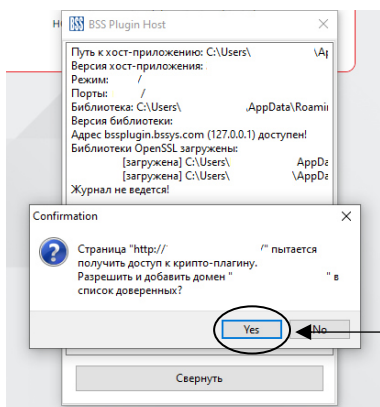 BSS Plugin Host
Путь к хост-приложению: C:\Users\ \Ap
Версия хост-приложения:
Режим: /
Порты: /
Библиотека: C:\Users\ .AppData\Roamii
Версия библиотеки:
Адрес bssplugin.bssys.com (127.0.0.1) доступен!
Библиотеки OpenSSL загружены:
[загружена] C:\Users\ AppDa
[загружена] C:\Users\ \AppDa
Журнал не ведется!
Confirmation
Страница "http://' /" пытается
получить доступ к крипто-плагину.
Разрешить и добавить домен " " в
список доверенных?
Yes No
Свернуть